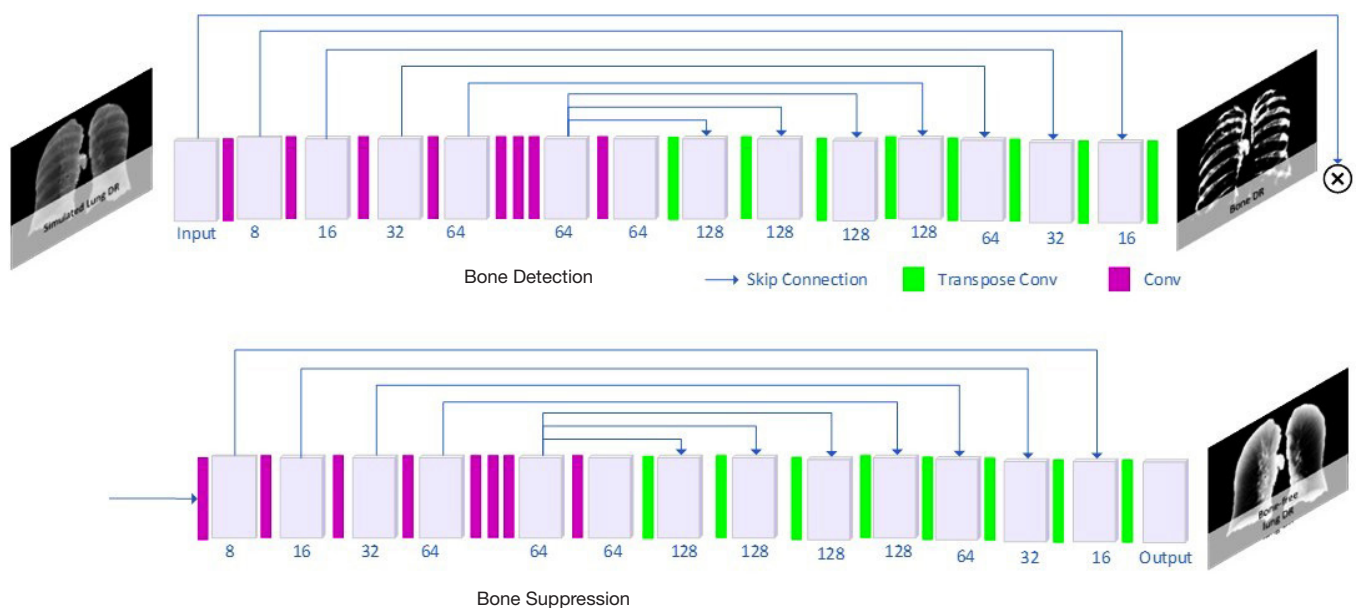 Simulated Lung DR
Bone DR
Input 8 16 32 64 64 64 128 128 128 128 64 32 16
Bone Detection
Skip Connection Transpose Conv Conv
Bone-free
lung DR
8 16 32 64 64 64 128 128 128 128 64 32 16 Output
Bone Suppression